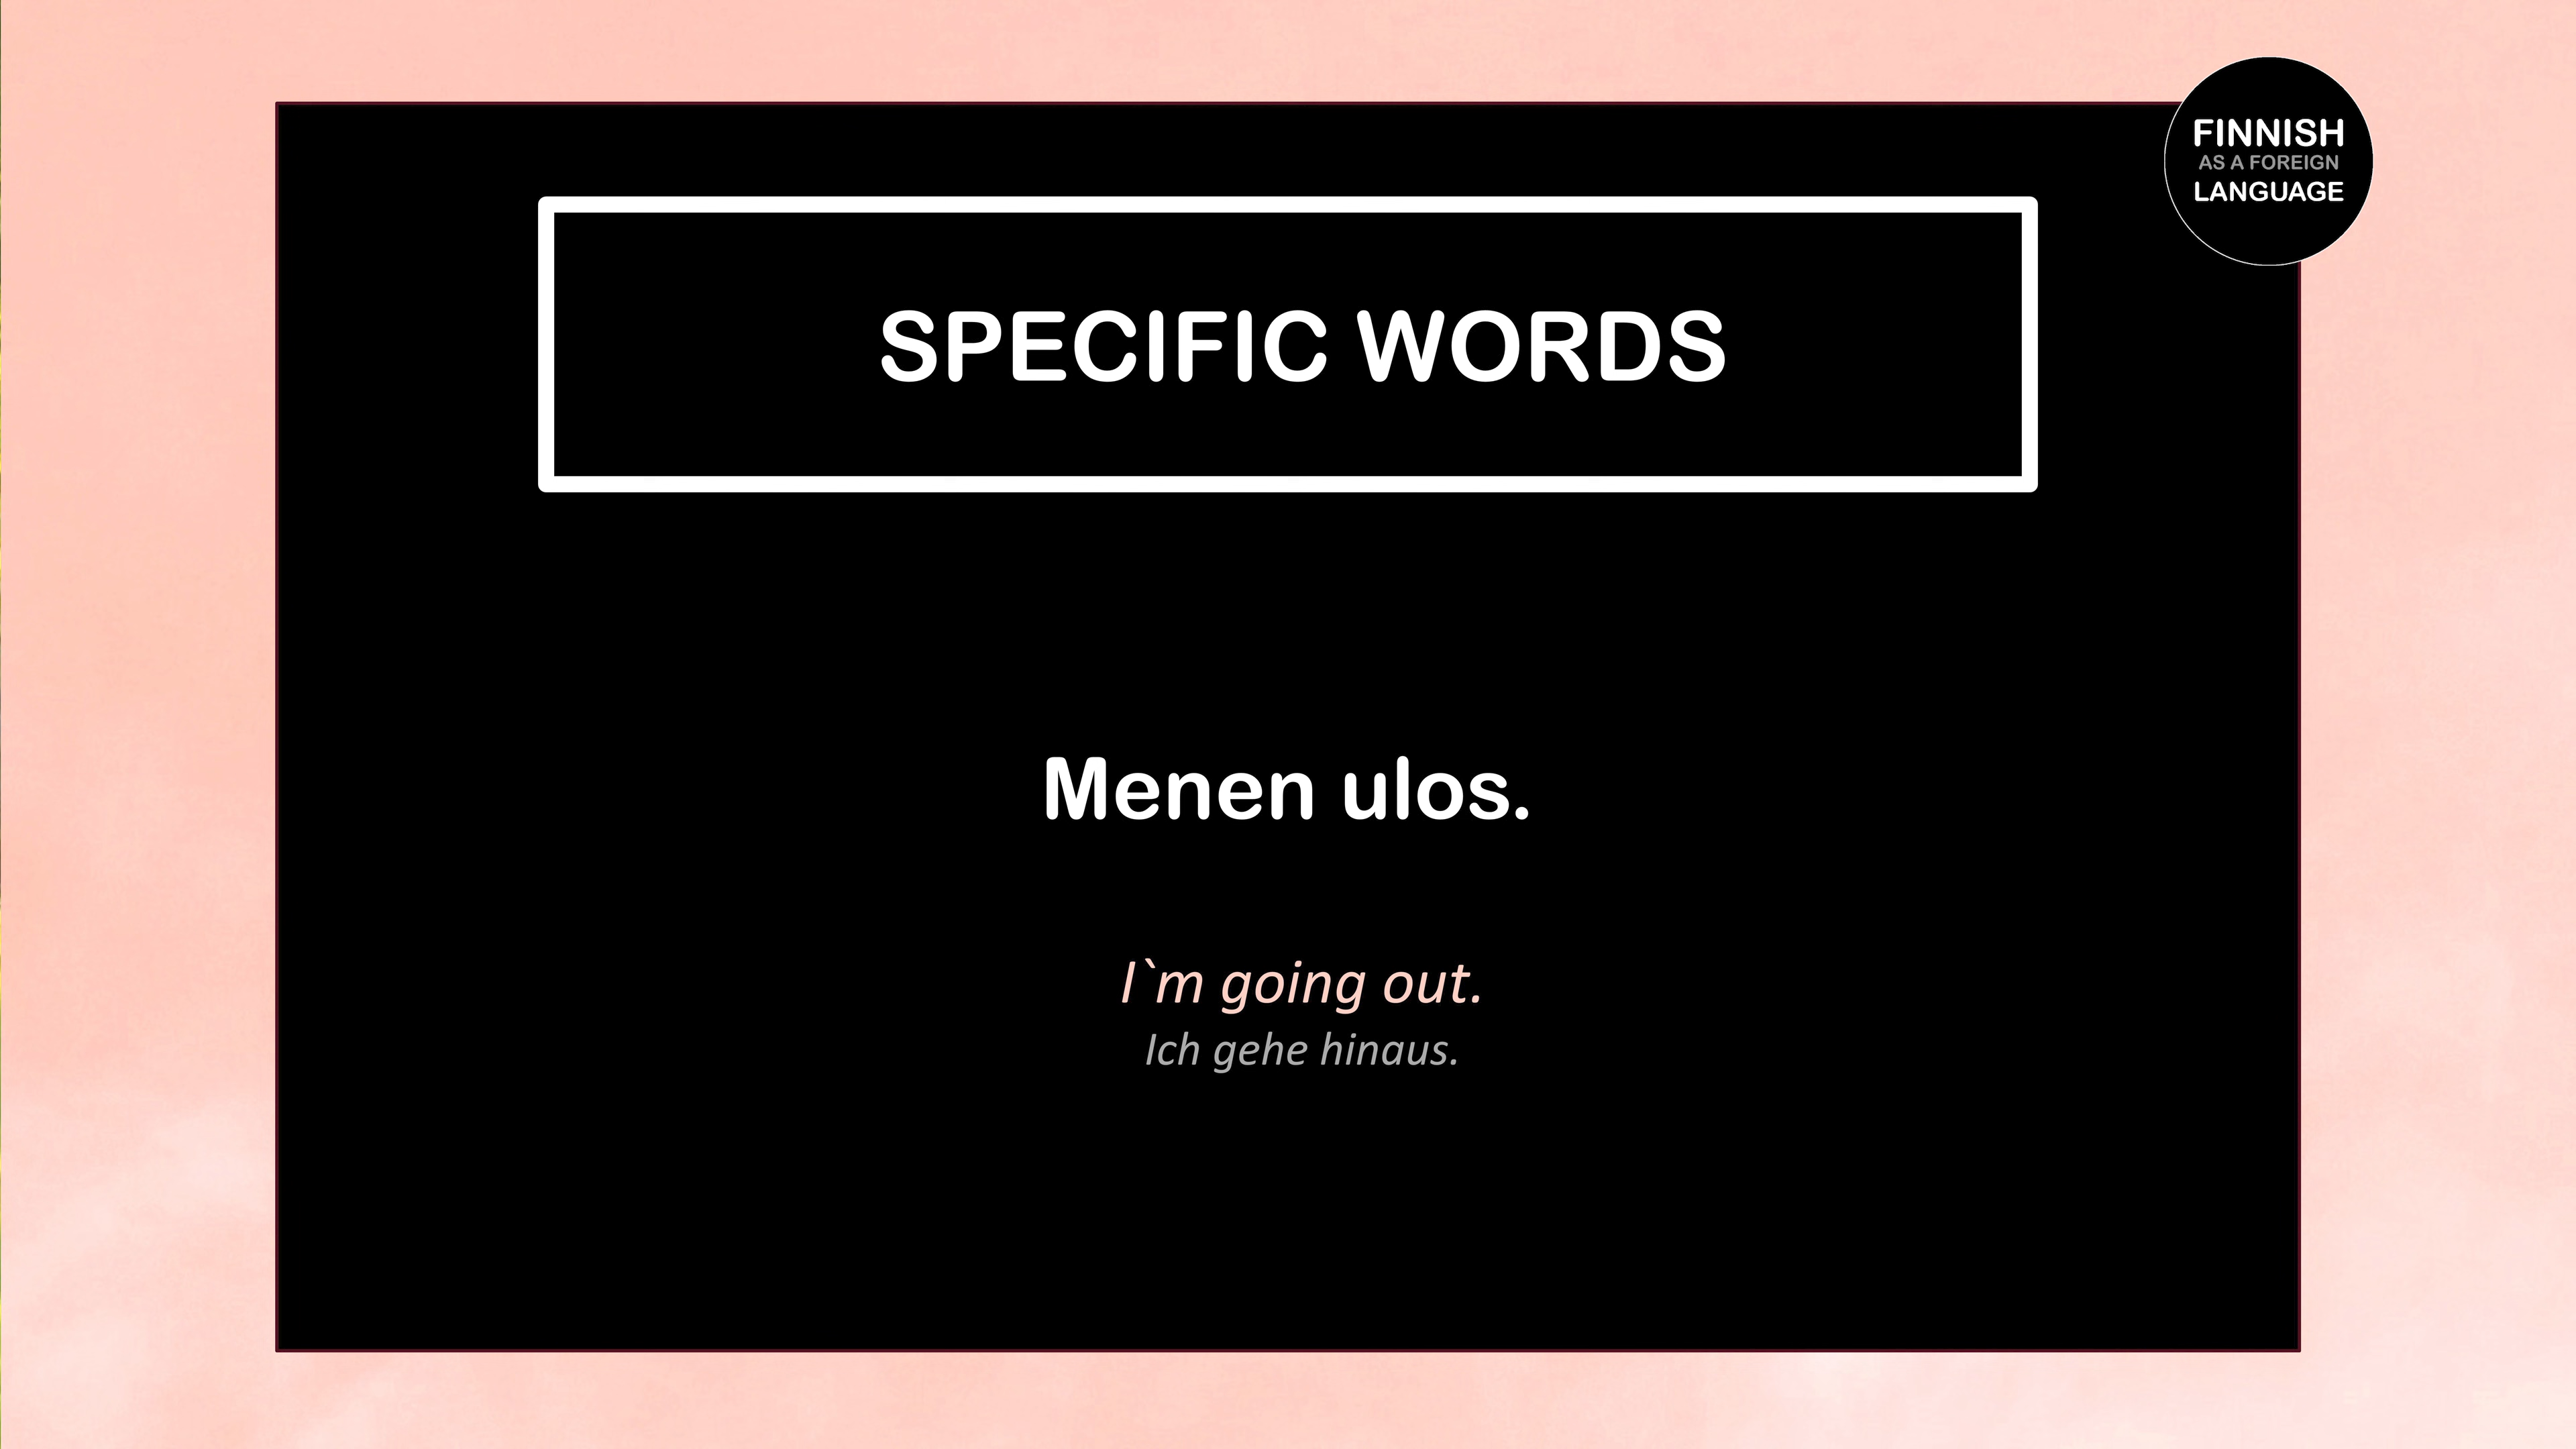 FINNISH
AS A FOREIGN
LANGUAGE
SPECIFIC WORDS
Menen ulos.
I`m going out.
Ich gehe hinaus.